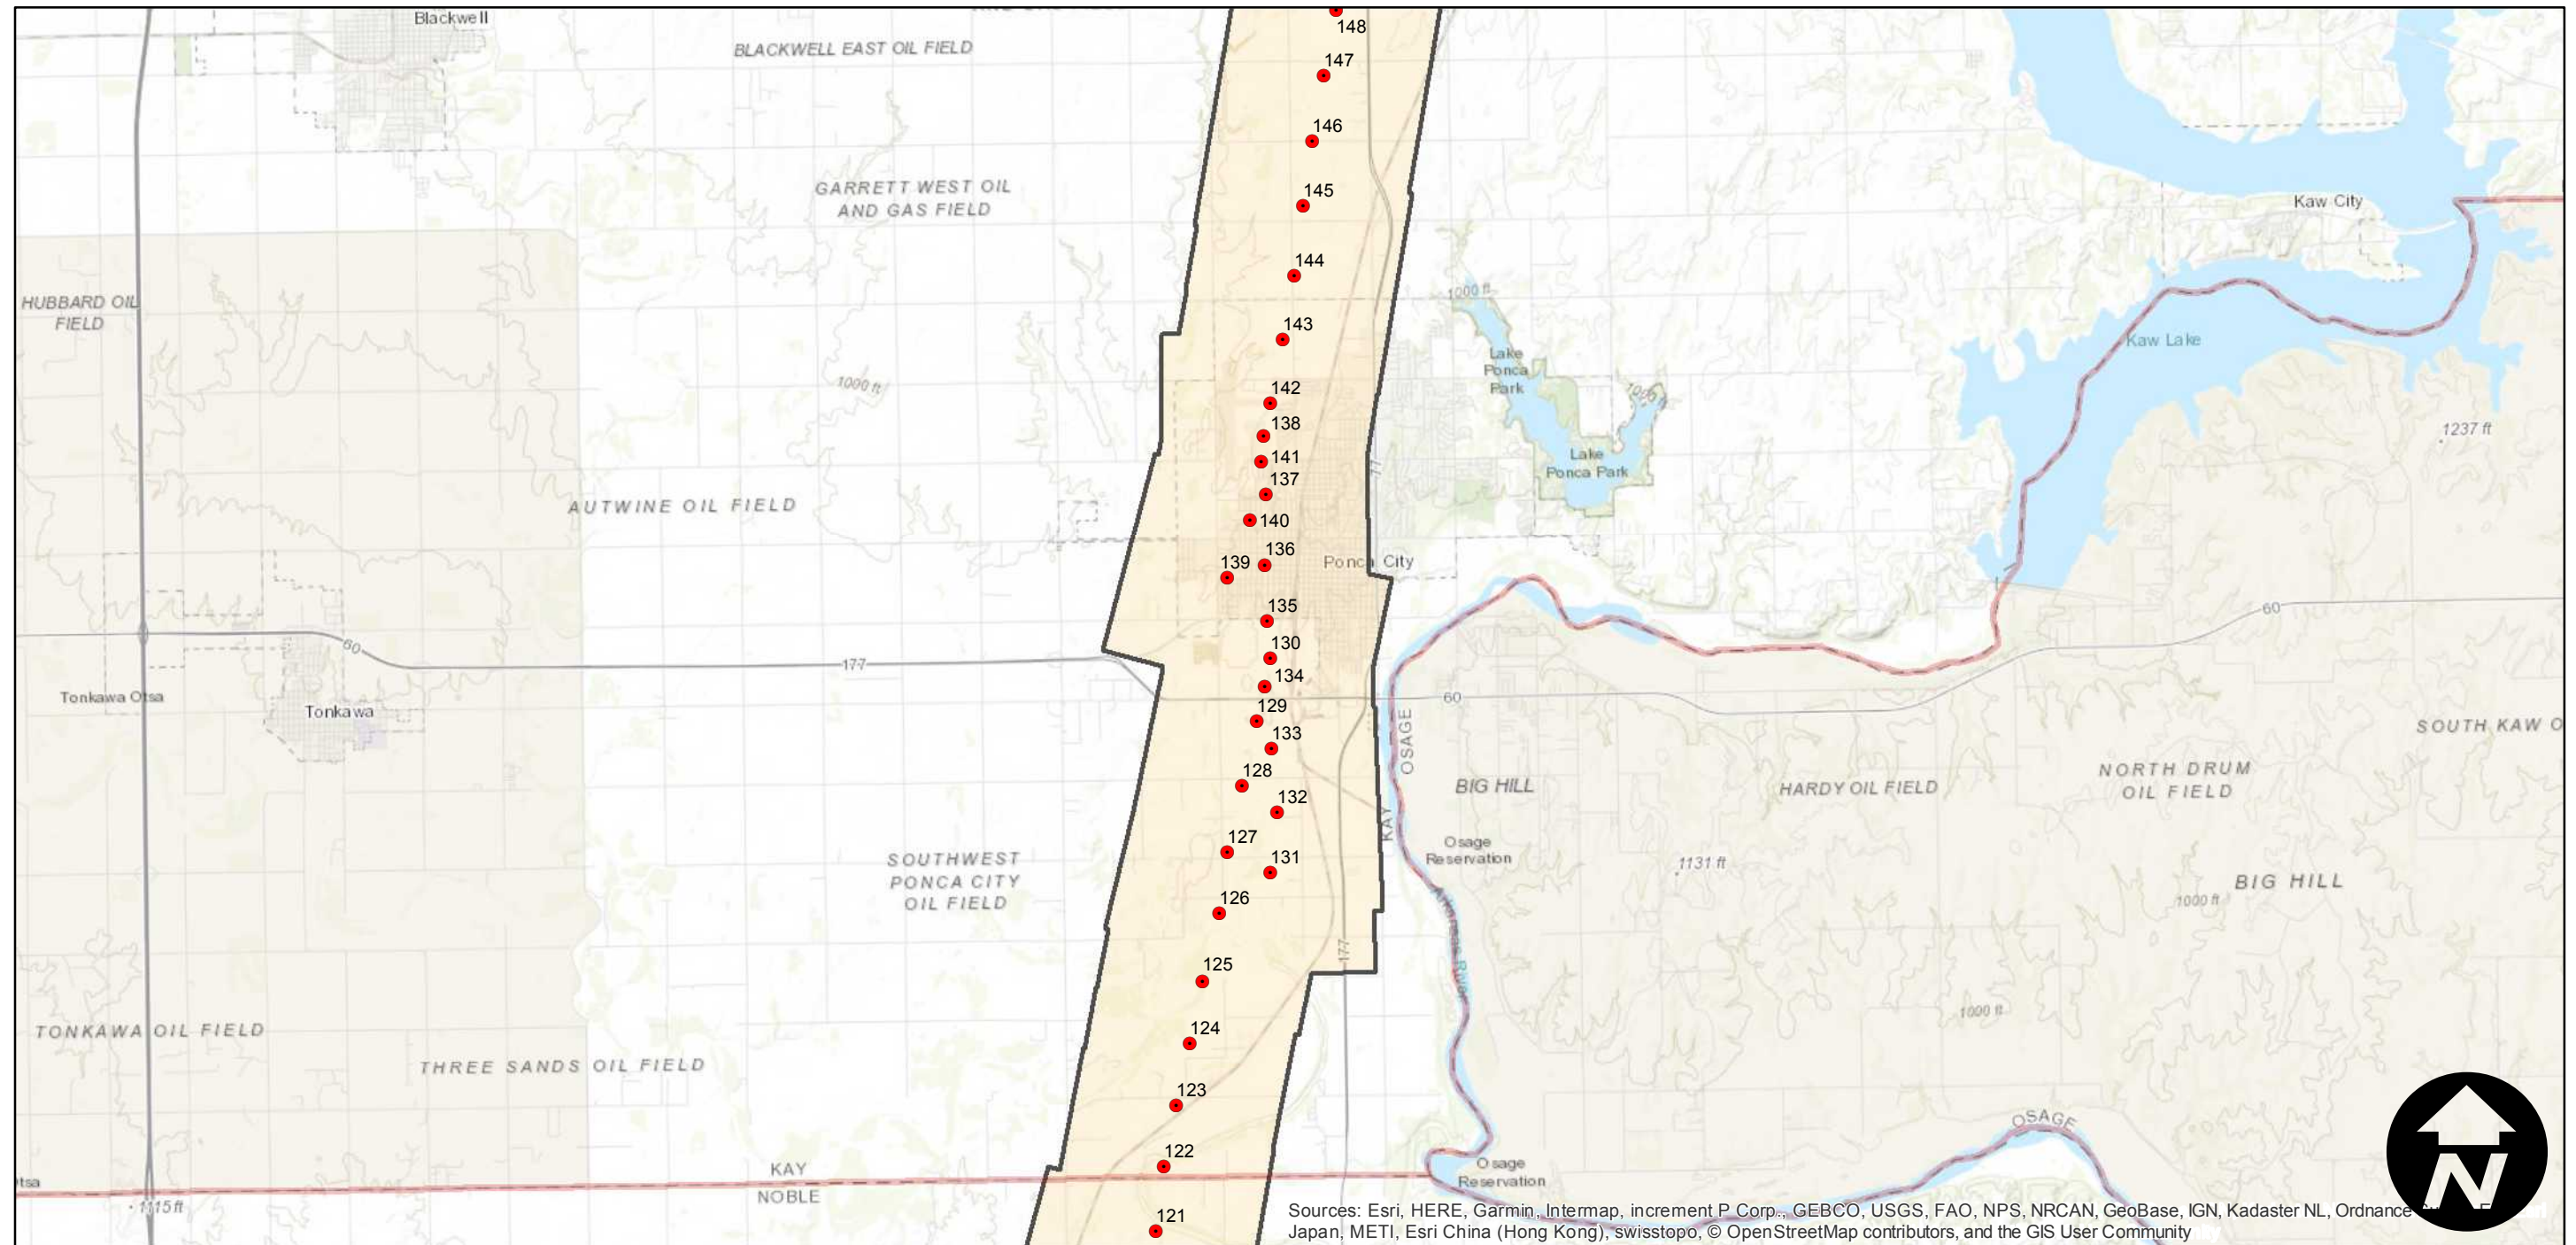 Blackwell
BLACKWELL EAST OIL FIELD
148
147
146
GARRETT WEST OIL
AND GAS FIELD
145
Kaw City
144
1000 ft
HUBBARD OIL
FIELD
143
Lake
Ponca
Park
Kaw Lake
1000 ft
142
1000 ft
138
1237 ft
141
77
Lake
Ponca Park
137
AUTWINE OIL FIELD
140
136
139
Ponca City
135
60
130
60
177
134
Tonkawa Otsa
60
Tonkawa
129
OSAGE
133
SOUTH KAW O
128
BIG HILL
HARDY OIL FIELD
NORTH DRUM
OIL FIELD
132
KAY
127
Osage
Reservation
131
1131 ft
SOUTHWEST
PONCA CITY
OIL FIELD
BIG HILL
126
1000 ft
Arkansas River
177
125
1000 ft
TONKAWA OIL FIELD
124
THREE SANDS OIL FIELD
123
OSAGE
122
KAY
NOBLE
Osage
Reservation
tsa
1115 ft
121
N
Sources: Esri, HERE, Garmin, Intermap, increment P Corp., GEBCO, USGS, FAO, NPS, NRCAN, GeoBase, IGN, Kadaster NL, Ordnance
Japan, METI, Esri China (Hong Kong), swisstopo, © OpenStreetMap contributors, and the GIS User Community